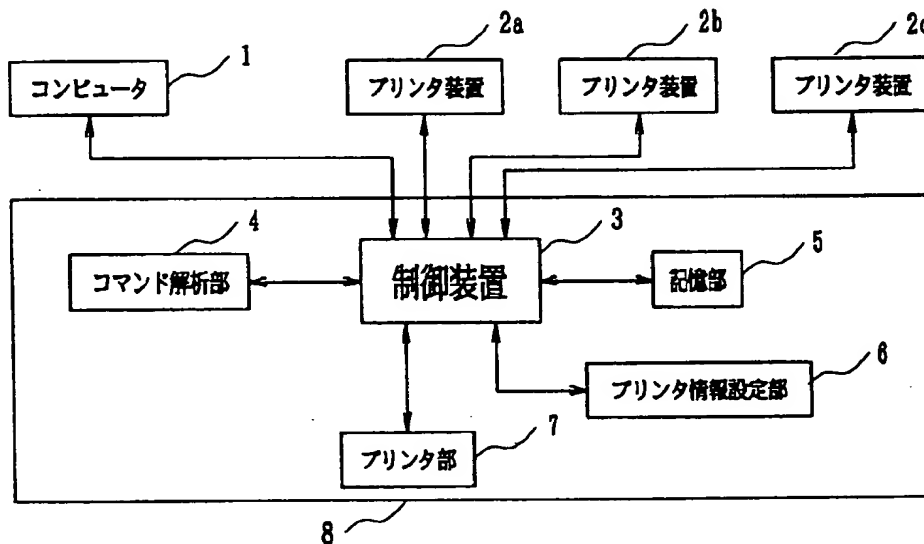 1
2a
2b
2c
コンピュータ
プリンタ装置
プリンタ装置
プリンタ装置
4
3
5
コマンド解析部
制御装置
記憶部
6
プリンタ情報設定部
7
プリンタ部
8